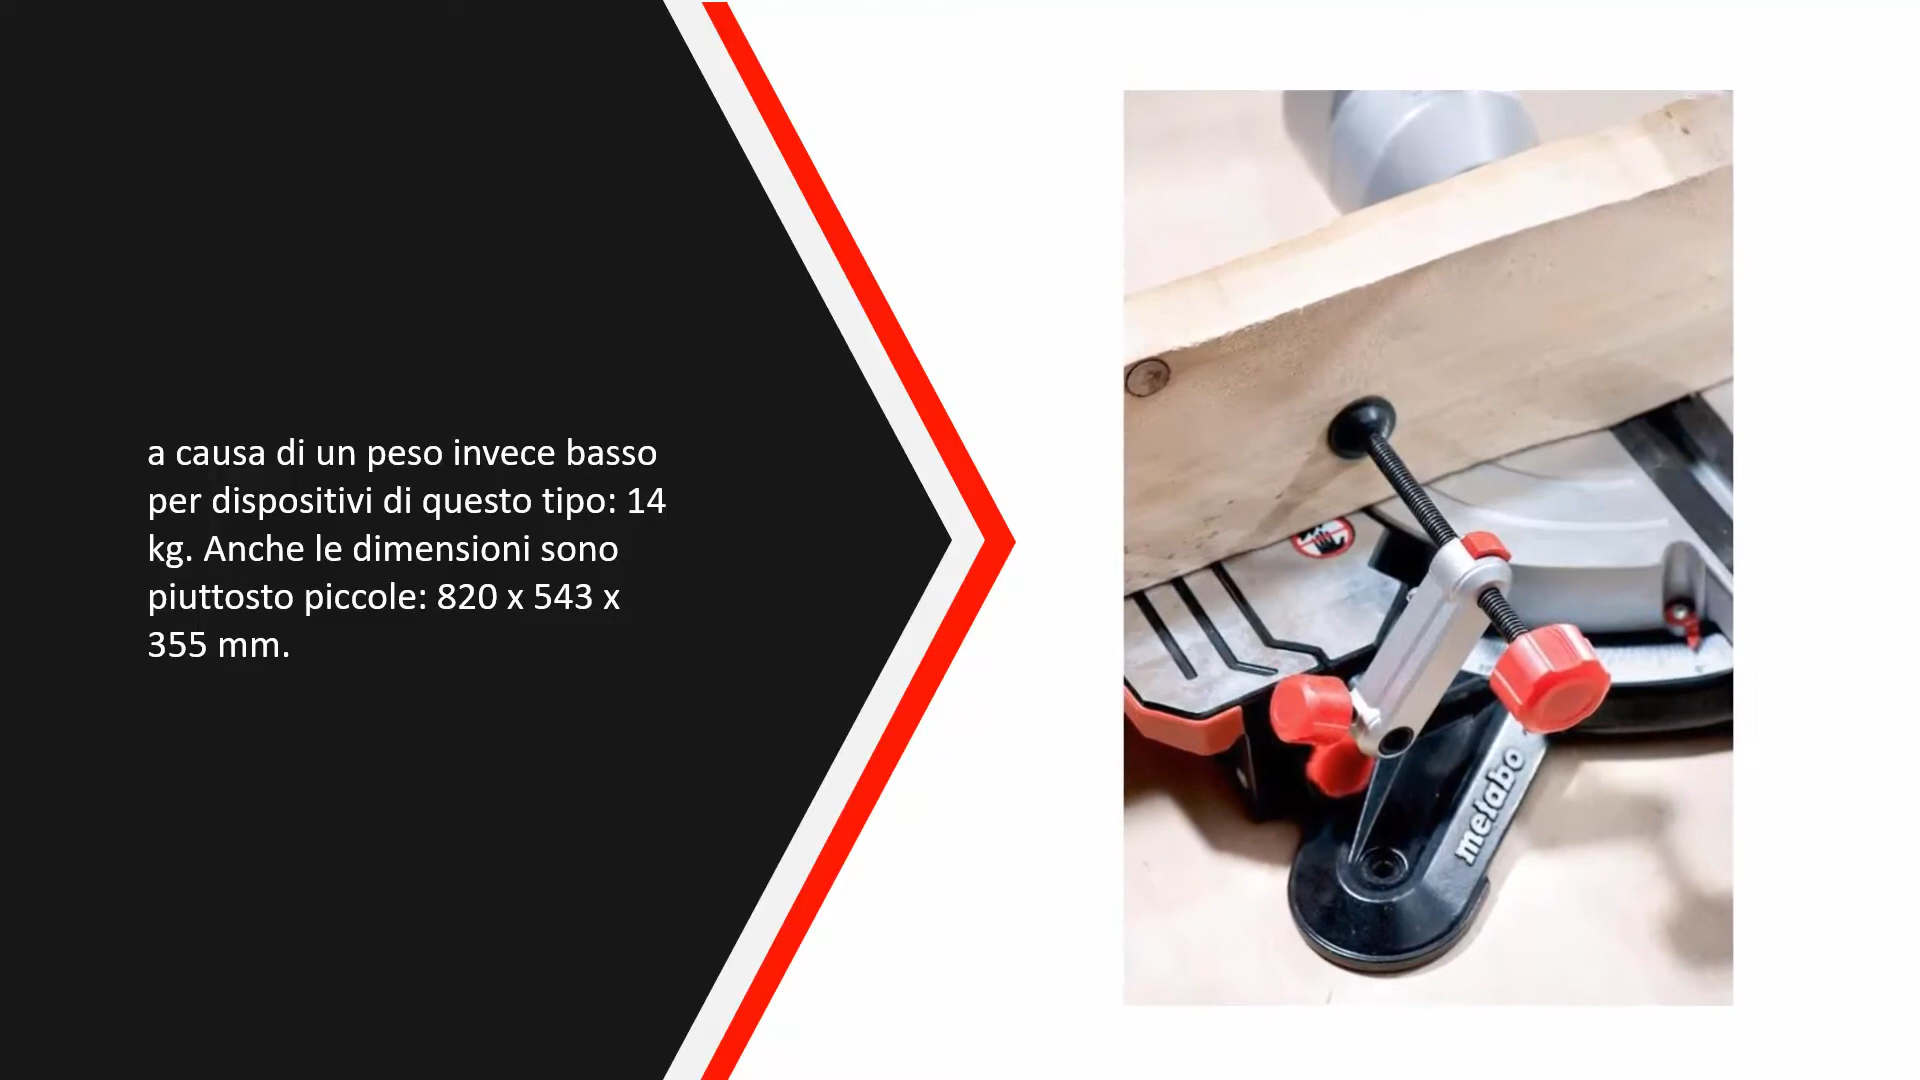 a causa di un peso invece basso
per dispositivi di questo tipo: 14
kg. Anche le dimensioni sono
piuttosto piccole: 820 x 543 x
355 mm.
metabo